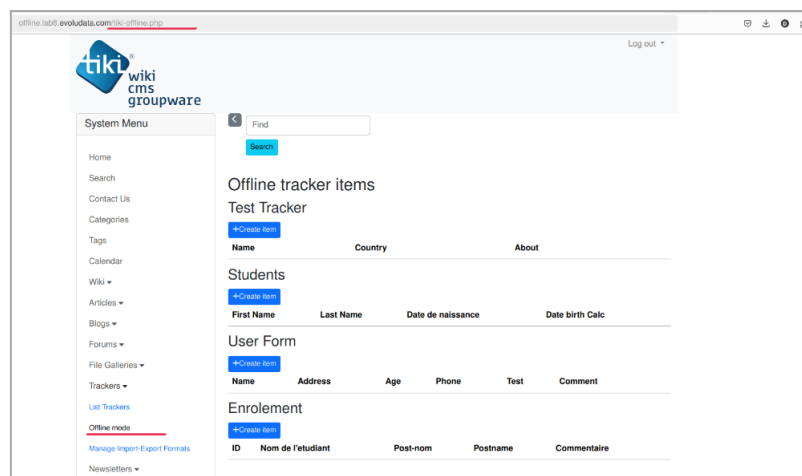 offline.lab8.evoludata.com/tiki-offline.php
Log out
tiki®
wiki
cms
groupware
System Menu
Home
Search
Contact Us
Categories
Tags
Calendar
Wiki
Articles
Blogs
Forums
File Galleries
Trackers
List Trackers
Offline mode
Manage Import-Export Formats
Newsletters
Find
Search
Offline tracker items
Test Tracker
+Create item
Name Country About
Students
+Create item
First Name Last Name Date de naissance Date birth Calc
User Form
+Create item
Name Address Age Phone Test Comment
Enrolement
+Create item
ID Nom de l'etudiant Post-nom Postname Commentaire